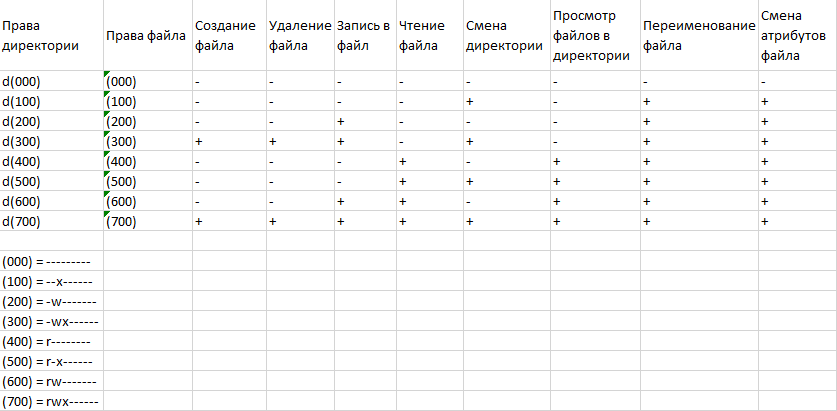 Права директории Права файла Создание файла Удаление файла Запись в файл Чтение файла Смена директории Просмотр файлов в директории Переименование файла Смена атрибутов файла
d(000) (000) - - - - - - - -
d(100) (100) - - - - + - + +
d(200) (200) - - + - - - + +
d(300) (300) + + + - + - + +
d(400) (400) - - - + - + + +
d(500) (500) - - - + + + + +
d(600) (600) - - + + - + + +
d(700) (700) + + + + + + + +
(000) = ---------
(100) = --x------
(200) = -w-------
(300) = -wx------
(400) = r--------
(500) = r-x------
(600) = rw-------
(700) = rwx------